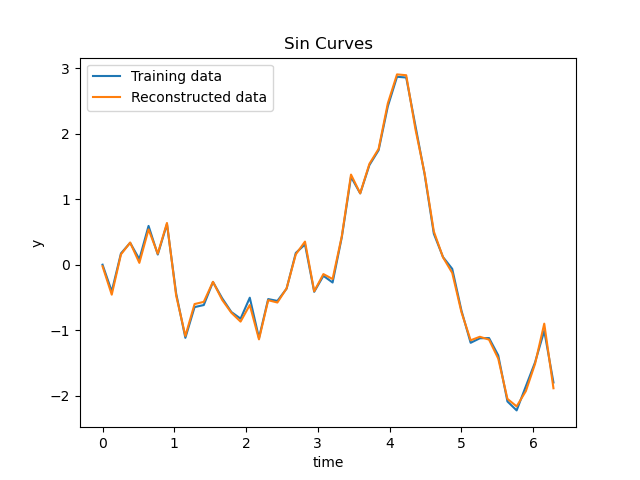 Sin Curves
Training data
Reconstructed data
3
2
1
0
−1
−2
y
0 1 2 3 4 5 6
time